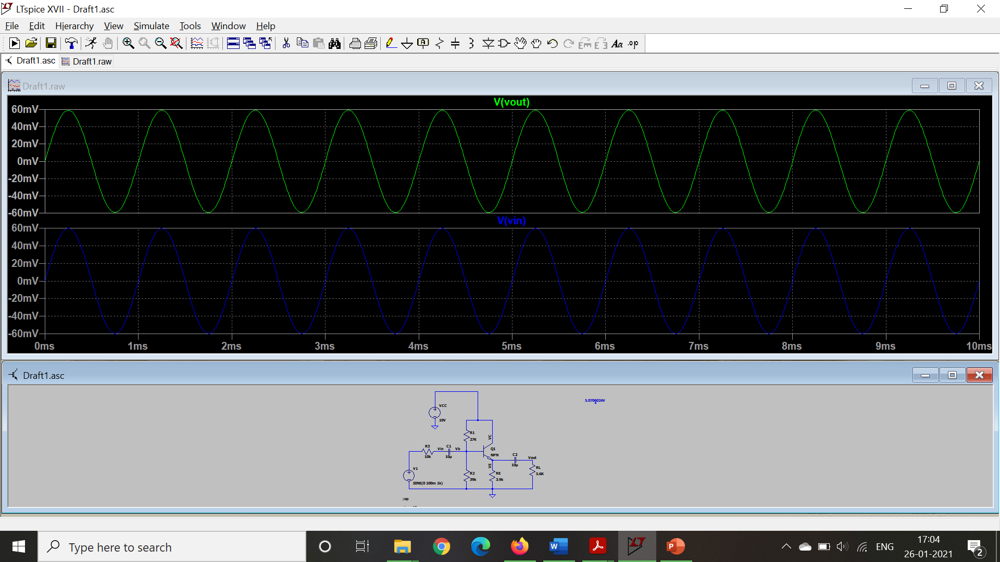 LTspice XVII - Draft1.asc
File Edit Hierarchy View Simulate Tools Window Help
Draft1.asc Draft1.raw
Draft1.raw
V(vout)
60mV
40mV
20mV
0mV
-20mV
-40mV
-60mV
V(vin)
60mV
40mV
20mV
0mV
-20mV
-40mV
-60mV
0ms 1ms 2ms 3ms 4ms 5ms 6ms 7ms 8ms 9ms 10ms
Draft1.asc
5.0706024V
VCC
10V
R1
27K
VC
R3
10k
Vin
C1
10µ
Vb
Q1
NPN
C2
10µ
Vout
V1
SINE(0 100m 1k)
R2
39k
VE
RE
3.9k
RL
5.6K
;op
Type here to search
ENG
17:04
26-01-2021
2